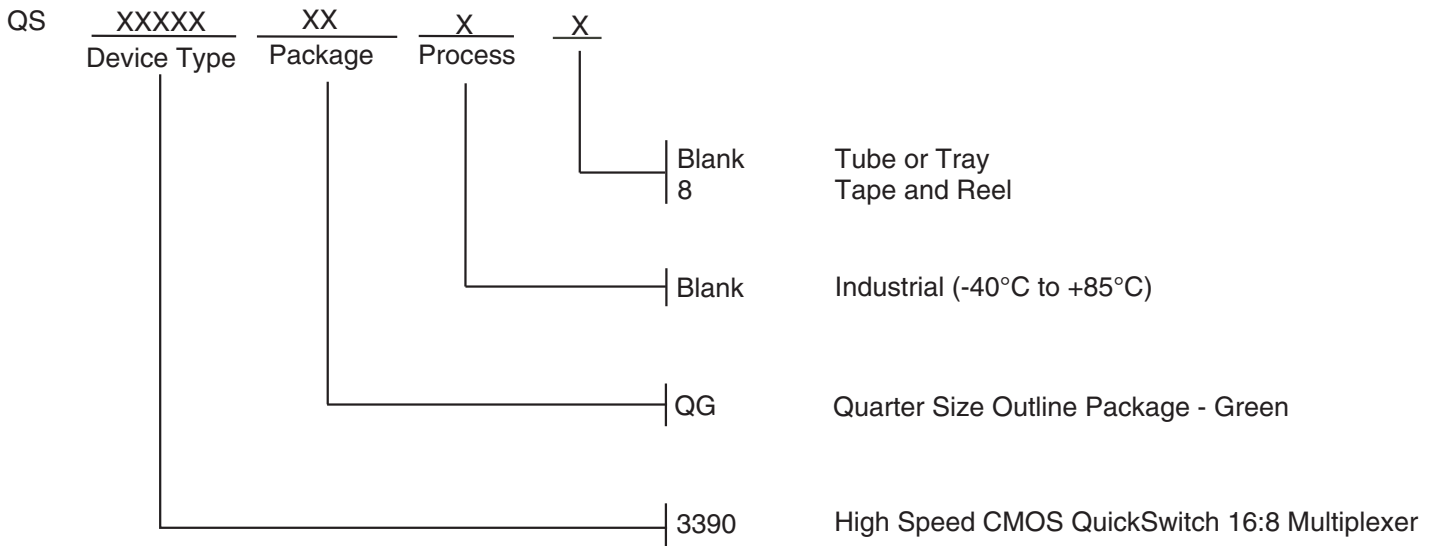 QS XXXXX XX X X
Device Type Package Process
Blank Tube or Tray
8 Tape and Reel
Blank Industrial (-40°C to +85°C)
QG Quarter Size Outline Package - Green
3390 High Speed CMOS QuickSwitch 16:8 Multiplexer